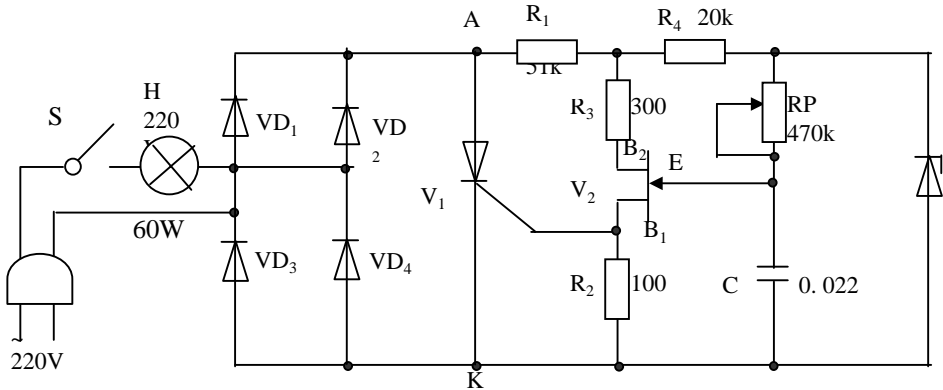 A
R1
R4 20k
51k
S
H
220
VD1
VD
2
R3
300
RP
470k
B2
E
V1
V2
B1
60W
VD3
VD4
R2
100
C
0. 022
~
220V
K